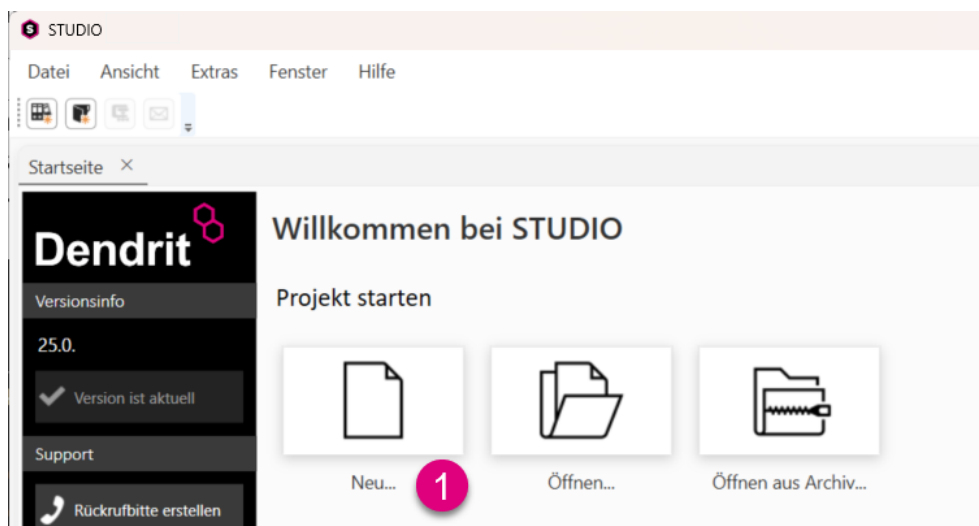 STUDIO
Datei Ansicht Extras Fenster Hilfe
Startseite
Dendrit
Versionsinfo
25.0.
Version ist aktuell
Support
Rückrufbitte erstellen
Willkommen bei STUDIO
Projekt starten
Neu... 1 Öffnen... Öffnen aus Archiv...